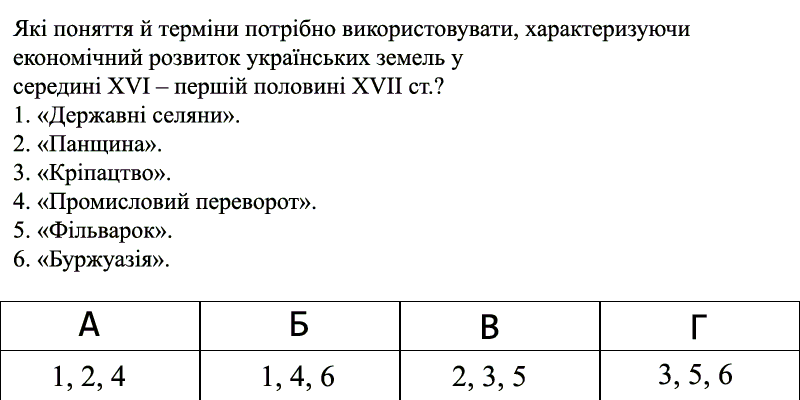 Які поняття й терміни потрібно використовувати, характеризуючи
економічний розвиток українських земель у
середині XVI – першій половині XVII ст.?
1. «Державні селяни».
2. «Панщина».
3. «Кріпацтво».
4. «Промисловий переворот».
5. «Фільварок».
6. «Буржуазія».
А Б В Г
1, 2, 4 1, 4, 6 2, 3, 5 3, 5, 6